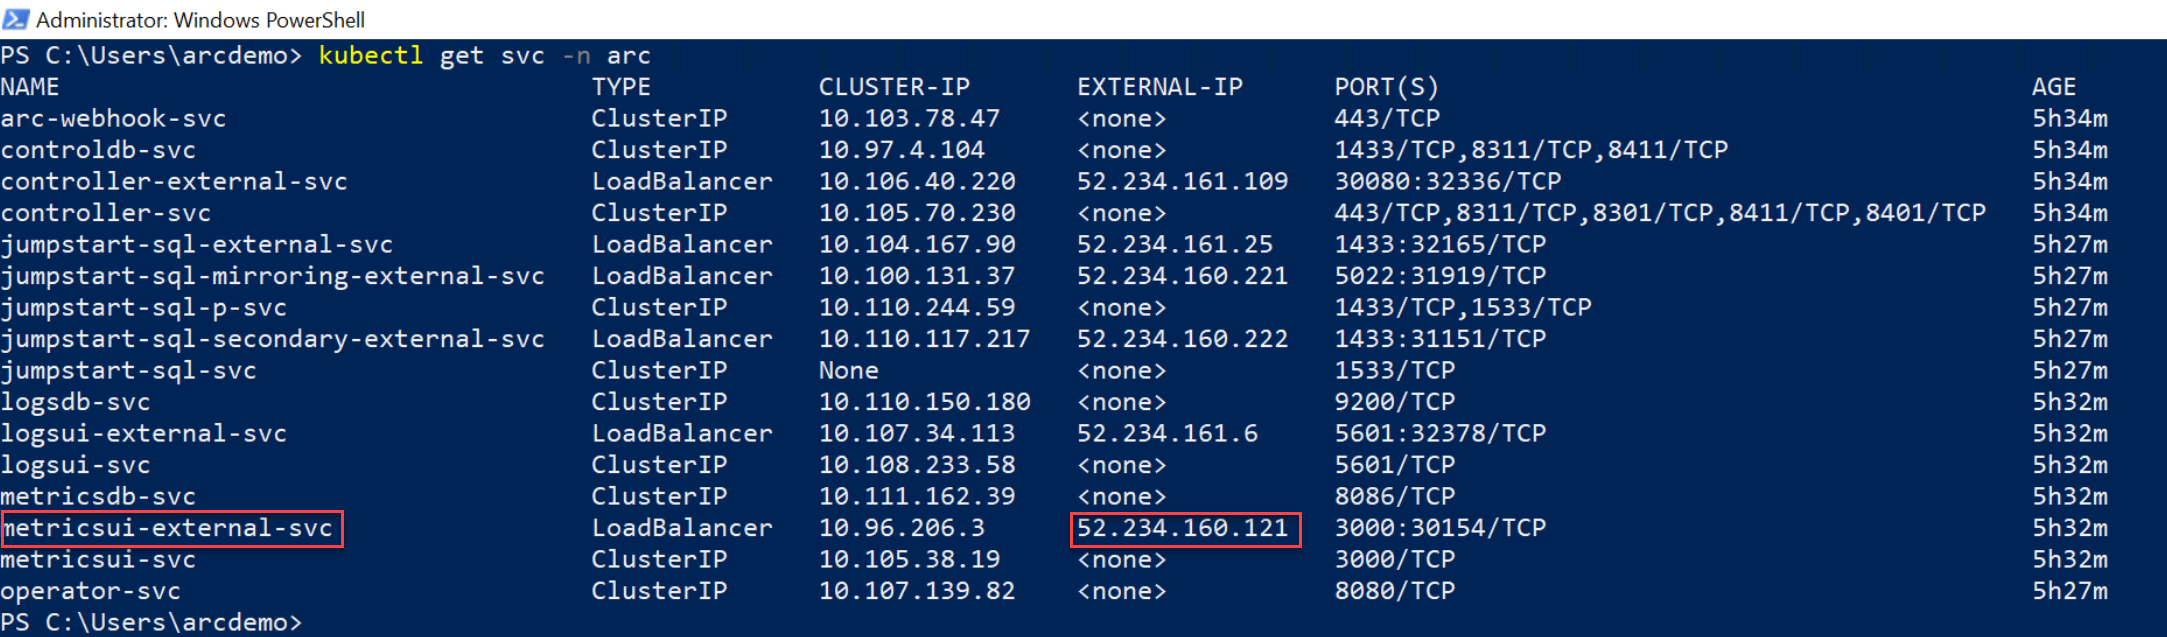 Administrator: Windows PowerShell
PS C:\Users\arcdemo> kubectl get svc -n arc
NAME TYPE CLUSTER-IP EXTERNAL-IP PORT(S) AGE
arc-webhook-svc ClusterIP 10.103.78.47 <none> 443/TCP 5h34m
controldb-svc ClusterIP 10.97.4.104 <none> 1433/TCP,8311/TCP,8411/TCP 5h34m
controller-external-svc LoadBalancer 10.106.40.220 52.234.161.109 30080:32336/TCP 5h34m
controller-svc ClusterIP 10.105.70.230 <none> 443/TCP,8311/TCP,8301/TCP,8411/TCP,8401/TCP 5h34m
jumpstart-sql-external-svc LoadBalancer 10.104.167.90 52.234.161.25 1433:32165/TCP 5h27m
jumpstart-sql-mirroring-external-svc LoadBalancer 10.100.131.37 52.234.160.221 5022:31919/TCP 5h27m
jumpstart-sql-p-svc ClusterIP 10.110.244.59 <none> 1433/TCP,1533/TCP 5h27m
jumpstart-sql-secondary-external-svc LoadBalancer 10.110.117.217 52.234.160.222 1433:31151/TCP 5h27m
jumpstart-sql-svc ClusterIP None <none> 1533/TCP 5h27m
logsdb-svc ClusterIP 10.110.150.180 <none> 9200/TCP 5h32m
logsui-external-svc LoadBalancer 10.107.34.113 52.234.161.6 5601:32378/TCP 5h32m
logsui-svc ClusterIP 10.108.233.58 <none> 5601/TCP 5h32m
metricsdb-svc ClusterIP 10.111.162.39 <none> 8086/TCP 5h32m
metricsui-external-svc LoadBalancer 10.96.206.3 52.234.160.121 3000:30154/TCP 5h32m
metricsui-svc ClusterIP 10.105.38.19 <none> 3000/TCP 5h32m
operator-svc ClusterIP 10.107.139.82 <none> 8080/TCP 5h27m
PS C:\Users\arcdemo>